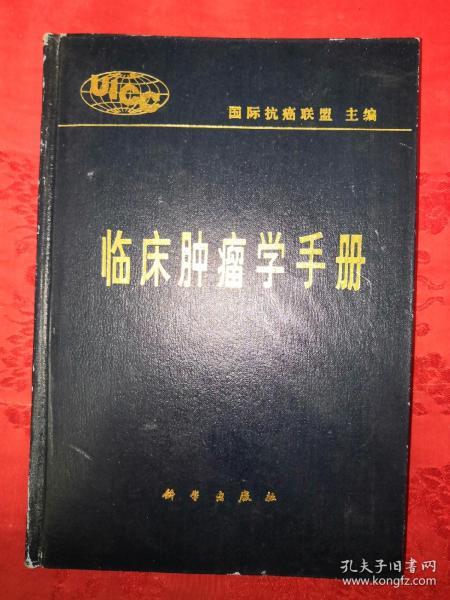 UICC
国际抗癌联盟 主编
临床肿瘤学手册
科学出版社
孔夫子旧书网
www.kongfz.com